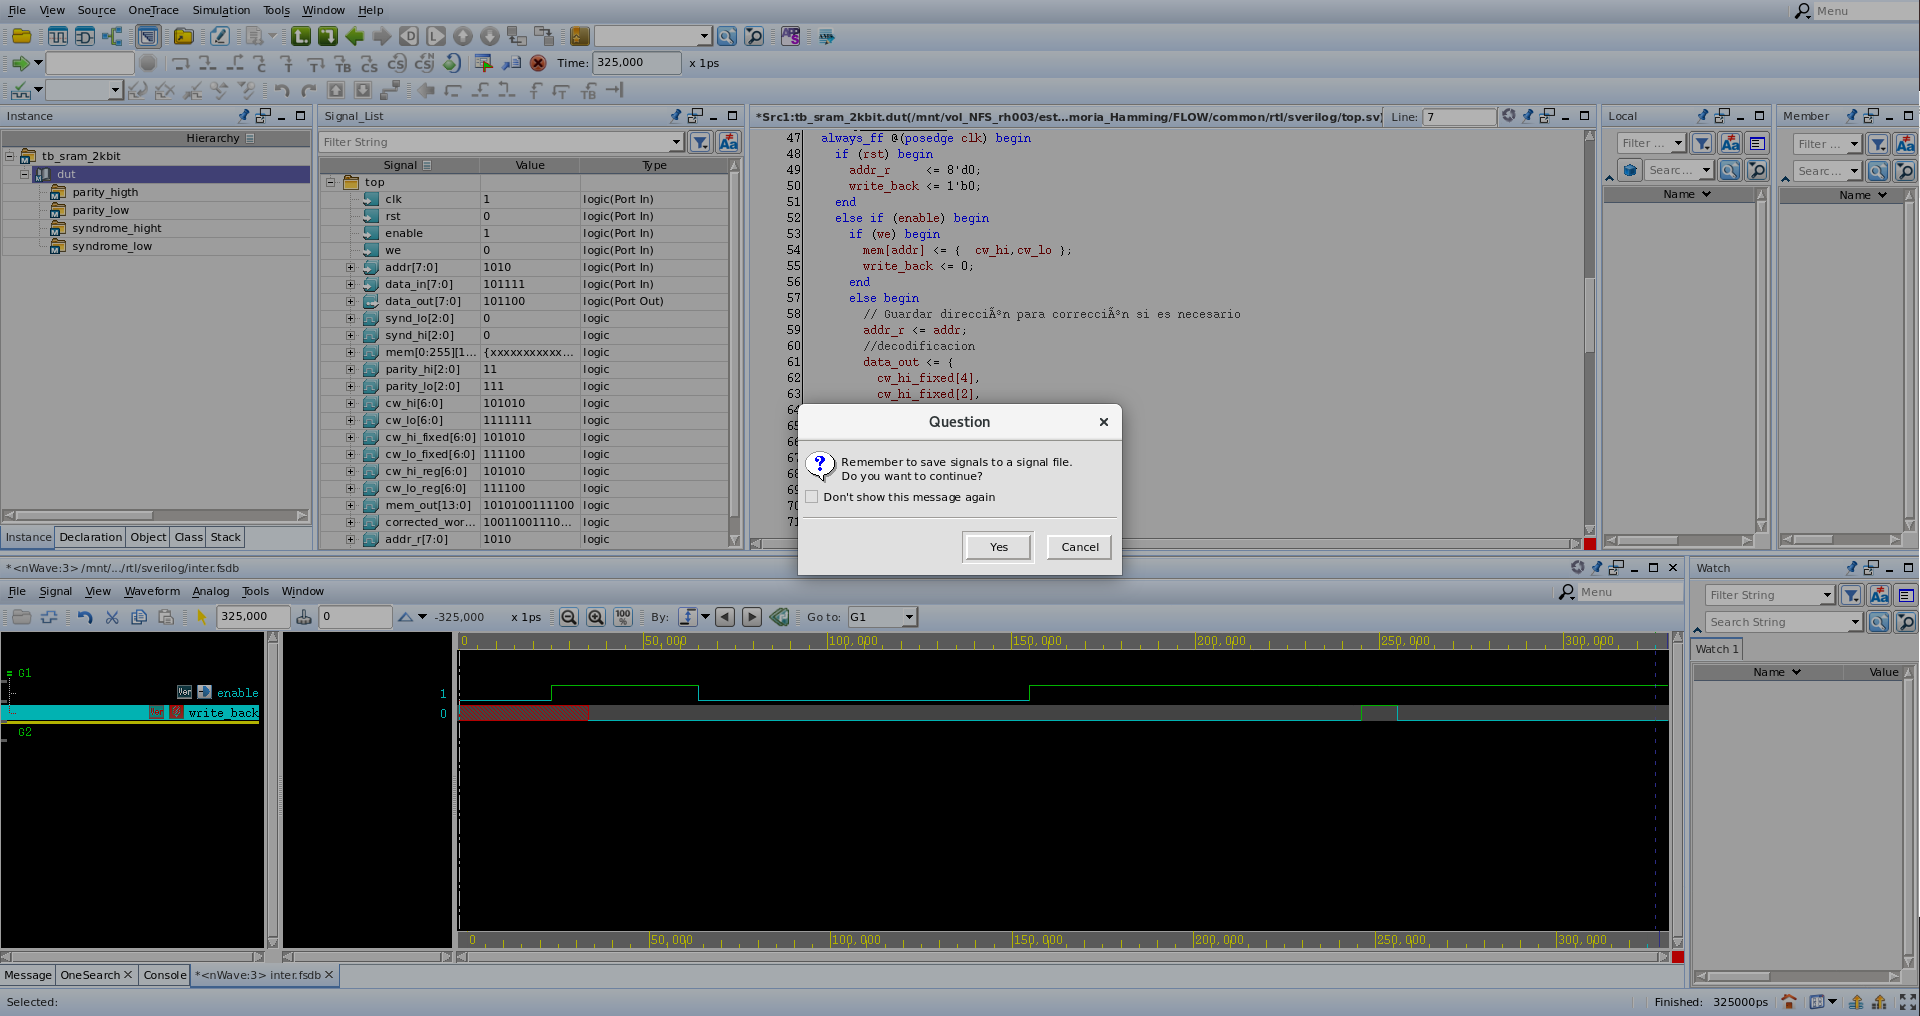 File View Source OneTrace Simulation Tools Window Help
Menu
Time: 325,000 x 1ps
Instance
Hierarchy
tb_sram_2kbit
dut
parity_higth
parity_low
syndrome_hight
syndrome_low
Instance Declaration Object Class Stack
Signal_List
Filter String
Signal Value Type
top
clk 1 logic(Port In)
rst 0 logic(Port In)
enable 1 logic(Port In)
we 0 logic(Port In)
addr[7:0] 1010 logic(Port In)
data_in[7:0] 101111 logic(Port In)
data_out[7:0] 101100 logic(Port Out)
synd_lo[2:0] 0 logic
synd_hi[2:0] 0 logic
mem[0:255][1... {xxxxxxxxxxx... logic
parity_hi[2:0] 11 logic
parity_lo[2:0] 111 logic
cw_hi[6:0] 101010 logic
cw_lo[6:0] 1111111 logic
cw_hi_fixed[6:0] 101010 logic
cw_lo_fixed[6:0] 111100 logic
cw_hi_reg[6:0] 101010 logic
cw_lo_reg[6:0] 111100 logic
mem_out[13:0] 1010100111100 logic
corrected_wor... 10011001110... logic
addr_r[7:0] 1010 logic
*Src1:tb_sram_2kbit.dut(/mnt/vol_NFS_rh003/est...moria_Hamming/FLOW/common/rtl/sverilog/top.sv) Line: 7
47 always_ff @(posedge clk) begin
48 if (rst) begin
49 addr_r <= 8'd0;
50 write_back <= 1'b0;
51 end
52 else if (enable) begin
53 if (we) begin
54 mem[addr] <= { cw_hi,cw_lo };
55 write_back <= 0;
56 end
57 else begin
58 // Guardar direcciÃ³n para correcciÃ³n si es necesario
59 addr_r <= addr;
60 //decodificacion
61 data_out <= {
62 cw_hi_fixed[4],
63 cw_hi_fixed[2],
Local
Filter ...
Searc...
Name
Member
Filter ...
Searc...
Name
Question
Remember to save signals to a signal file.
Do you want to continue?
Don't show this message again
Yes Cancel
*<nWave:3> /mnt/.../rtl/sverilog/inter.fsdb
File Signal View Waveform Analog Tools Window
Menu
325,000 0 -325,000 x 1ps 100% By: Go to: G1
0 50,000 100,000 150,000 200,000 250,000 300,000
G1
enable 1
write_back 0
G2
0 50,000 100,000 150,000 200,000 250,000 300,000
Watch
Filter String
Search String
Watch 1
Name Value
Message OneSearch Console *<nWave:3> inter.fsdb
Selected:
Finished: 325000ps